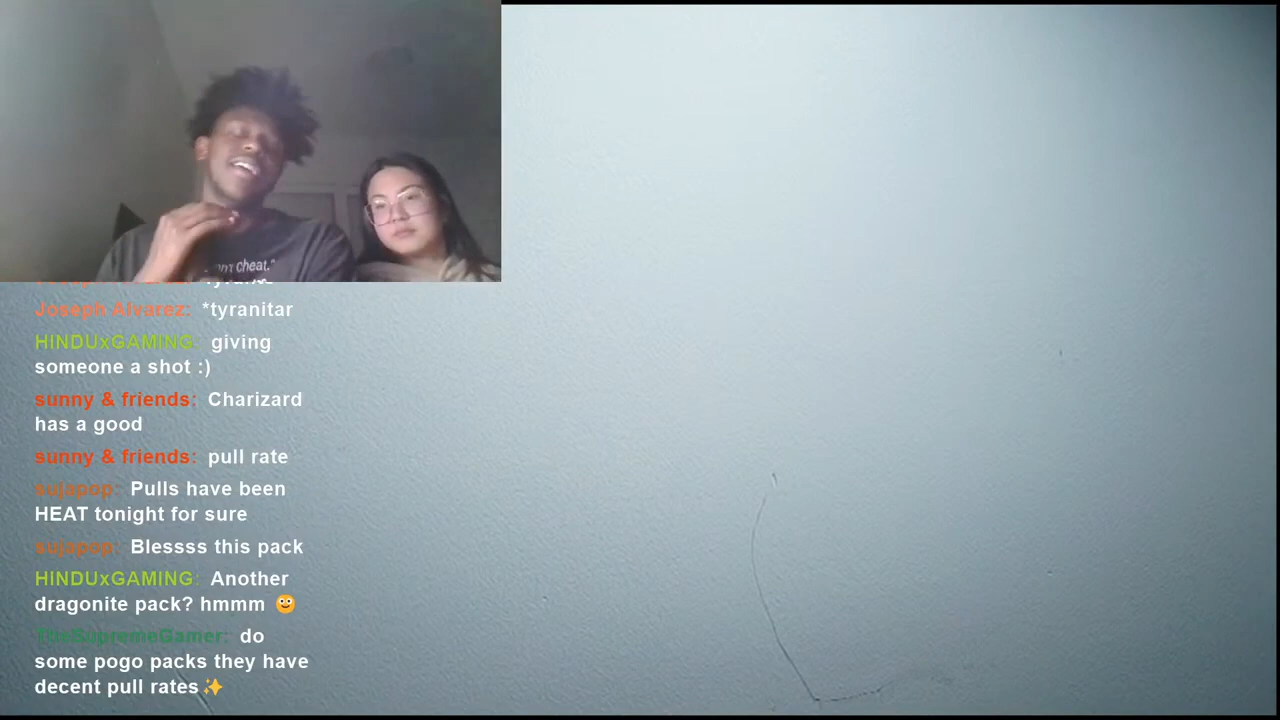 cheat."
Joseph Alvarez: *tyranitar
HINDUxGAMING: giving
someone a shot :)
sunny & friends: Charizard
has a good
sunny & friends: pull rate
sujapop: Pulls have been
HEAT tonight for sure
sujapop: Blessss this pack
HINDUxGAMING: Another
dragonite pack? hmmm 🙂
TheSupremeGamer: do
some pogo packs they have
decent pull rates✨